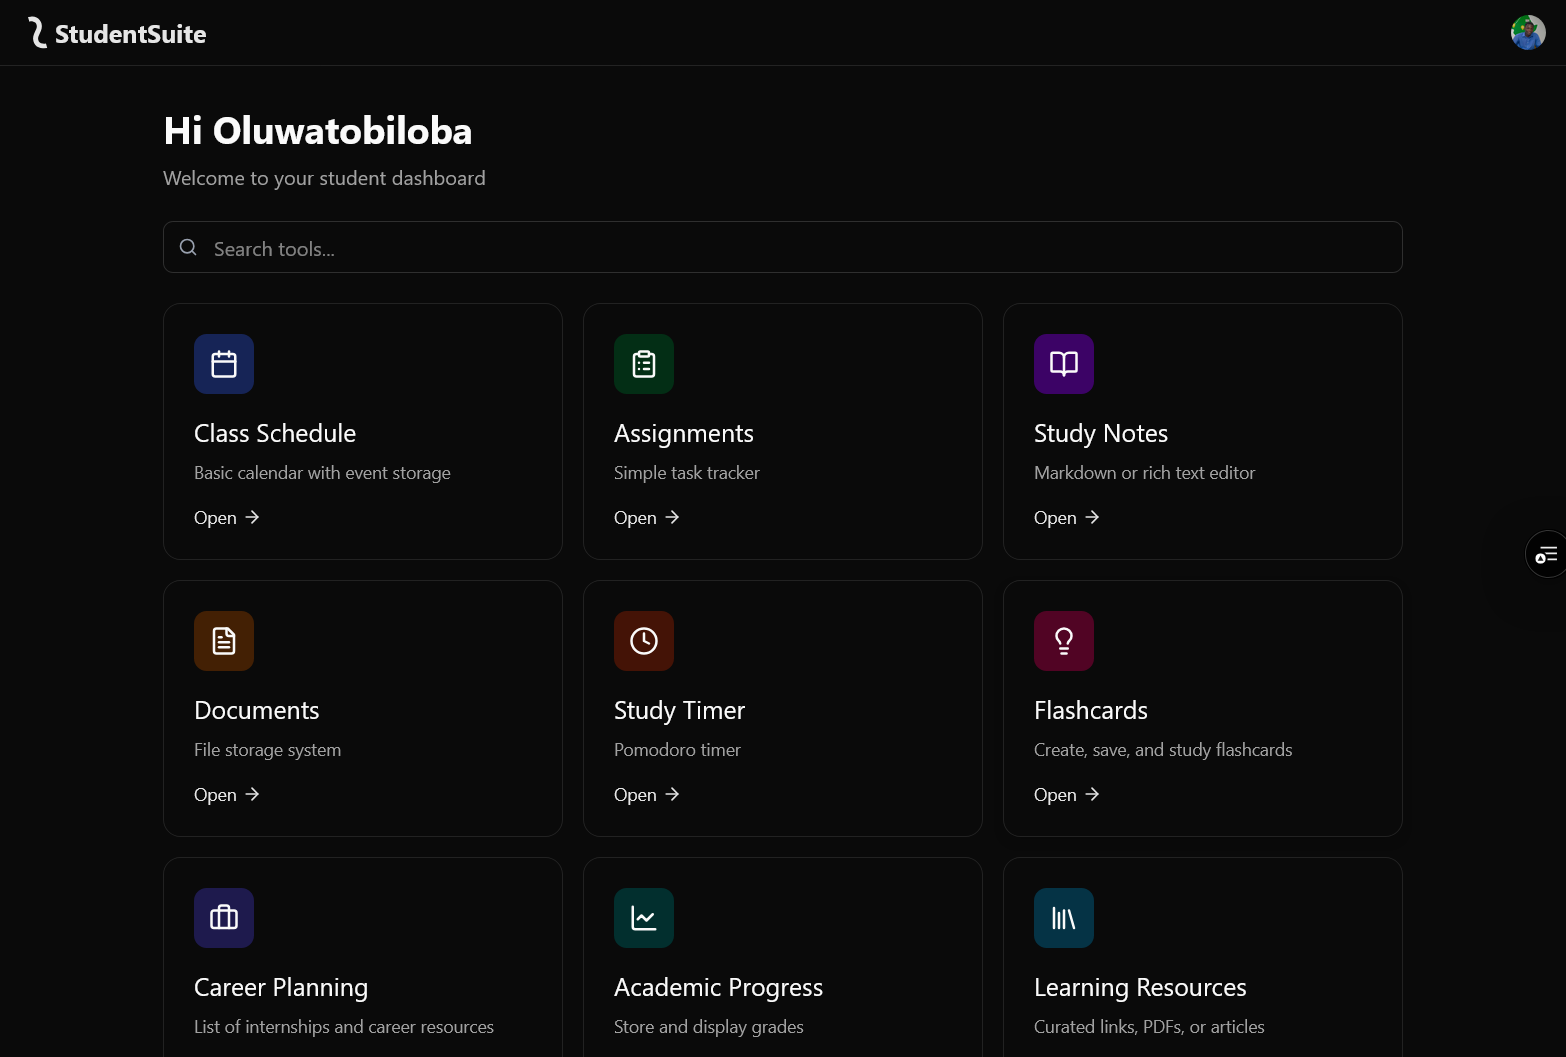 StudentSuite
Hi Oluwatobiloba
Welcome to your student dashboard
Search tools...
Class Schedule
Basic calendar with event storage
Open
Assignments
Simple task tracker
Open
Study Notes
Markdown or rich text editor
Open
Documents
File storage system
Open
Study Timer
Pomodoro timer
Open
Flashcards
Create, save, and study flashcards
Open
Career Planning
List of internships and career resources
Academic Progress
Store and display grades
Learning Resources
Curated links, PDFs, or articles